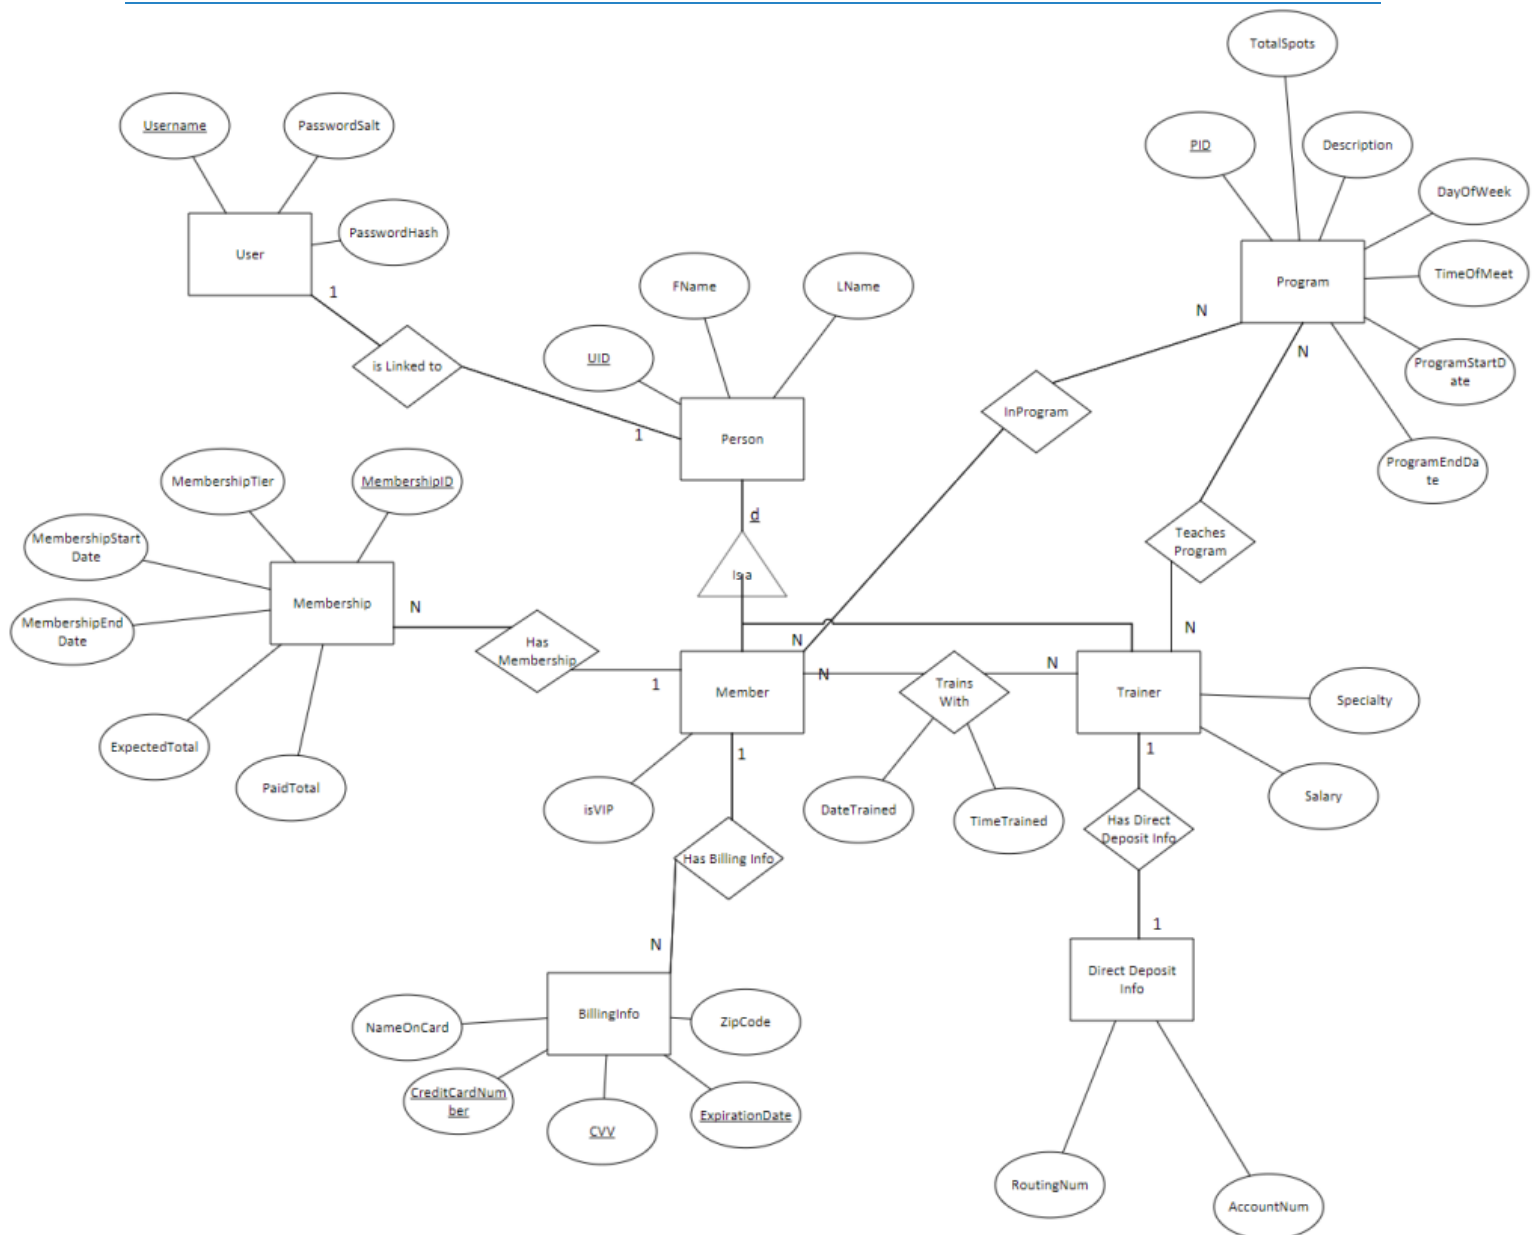 TotalSpots
Username
PasswordSalt
PID
Description
DayOfWeek
PasswordHash
User
Program
TimeOfMeet
1
FName
LName
N
N
is Linked to
UID
ProgramStartD
ate
InProgram
1
Person
ProgramEndDa
te
MembershipTier
MembershipID
d
MembershipStart
Date
Teaches
Program
Is a
Membership
N
MembershipEnd
Date
Has
Membership
N
N
1
Member
N
Trains
With
N
Trainer
Specialty
ExpectedTotal
1
1
PaidTotal
isVIP
DateTrained
TimeTrained
Salary
Has Direct
Deposit Info
Has Billing Info
N
1
Direct Deposit
Info
BillingInfo
NameOnCard
ZipCode
CreditCardNum
ber
CVV
ExpirationDate
RoutingNum
AccountNum